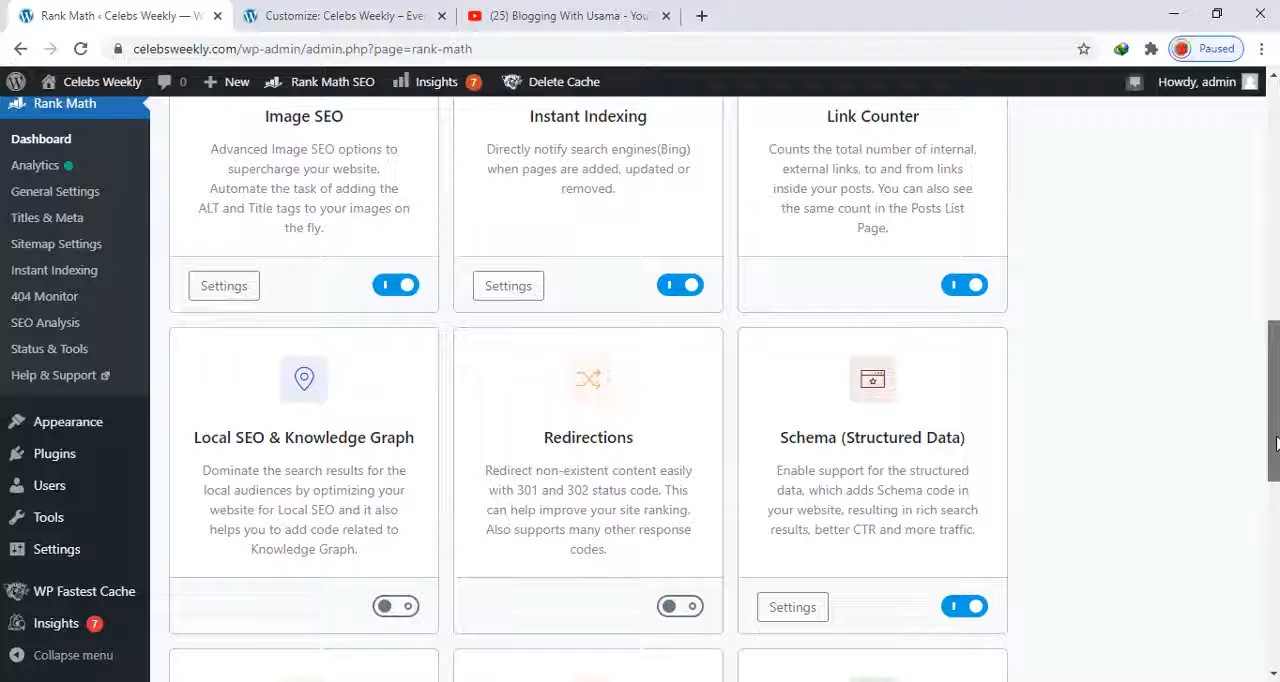 Rank Math ‹ Celebs Weekly — W
Customize: Celebs Weekly – Ever
(25) Blogging With Usama - You
celebsweekly.com/wp-admin/admin.php?page=rank-math
Paused
Celebs Weekly
0
New
Rank Math SEO
Insights
7
Delete Cache
Howdy, admin
Rank Math
Dashboard
Analytics
General Settings
Titles & Meta
Sitemap Settings
Instant Indexing
404 Monitor
SEO Analysis
Status & Tools
Help & Support
Appearance
Plugins
Users
Tools
Settings
WP Fastest Cache
Insights
7
Collapse menu
Image SEO
Advanced Image SEO options to
supercharge your website.
Automate the task of adding the
ALT and Title tags to your images on
the fly.
Settings
Instant Indexing
Directly notify search engines(Bing)
when pages are added, updated or
removed.
Settings
Link Counter
Counts the total number of internal,
external links, to and from links
inside your posts. You can also see
the same count in the Posts List
Page.
Local SEO & Knowledge Graph
Dominate the search results for the
local audiences by optimizing your
website for Local SEO and it also
helps you to add code related to
Knowledge Graph.
Redirections
Redirect non-existent content easily
with 301 and 302 status code. This
can help improve your site ranking.
Also supports many other response
codes.
Schema (Structured Data)
Enable support for the structured
data, which adds Schema code in
your website, resulting in rich search
results, better CTR and more traffic.
Settings